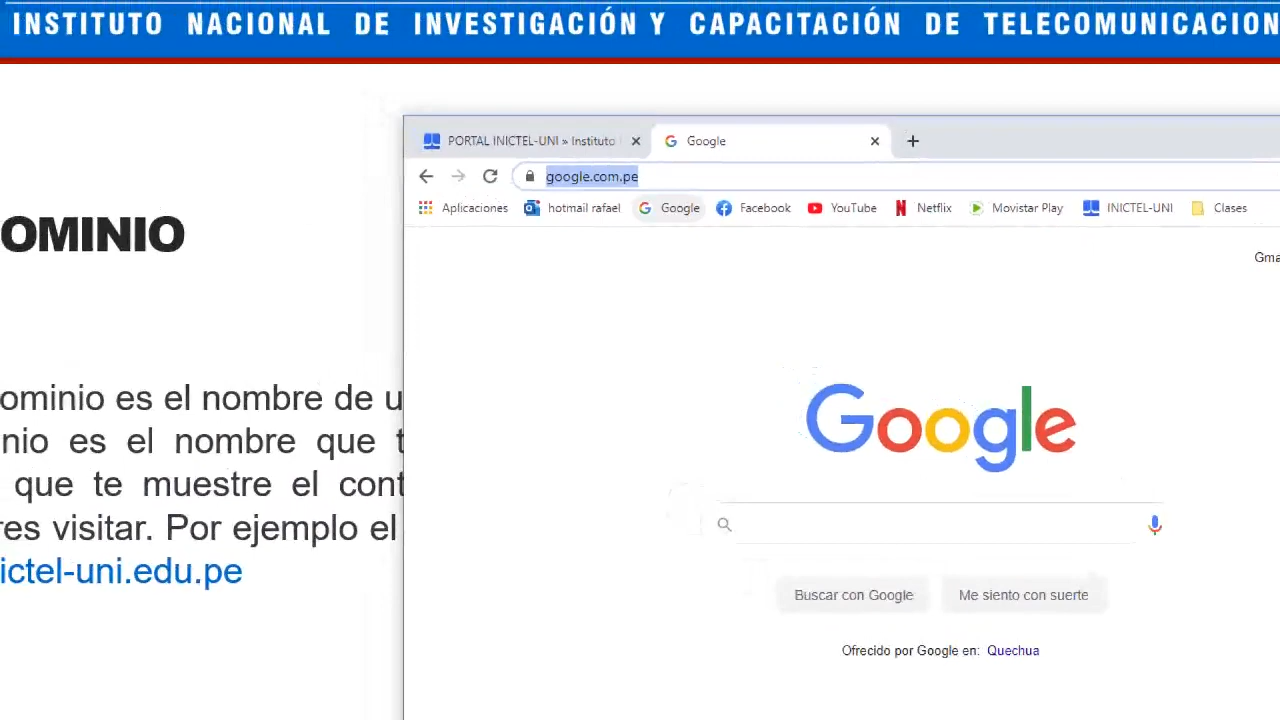 INSTITUTO NACIONAL DE INVESTIGACIÓN Y CAPACITACIÓN DE TELECOMUNICACION
PORTAL INICTEL-UNI » Instituto
Google
google.com.pe
Aplicaciones hotmail rafael Google Facebook YouTube Netflix Movistar Play INICTEL-UNI Clases
OMINIO
Gma
Google
ominio es el nombre de u
nio es el nombre que t
que te muestre el cont
res visitar. Por ejemplo el
ictel-uni.edu.pe
Buscar con Google Me siento con suerte
Ofrecido por Google en: Quechua